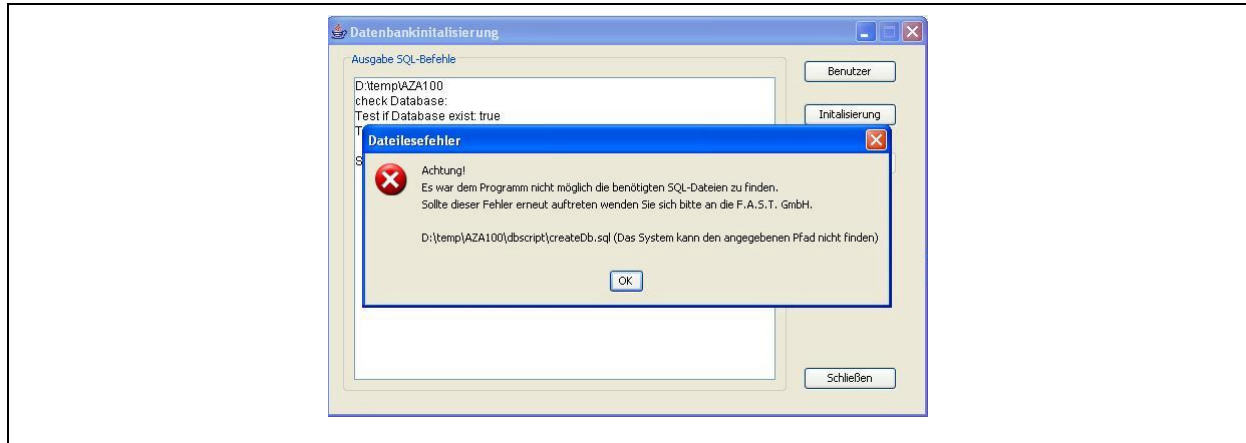 Datenbankinitalisierung
Ausgabe SQL-Befehle
Benutzer
D:\temp\AZA100
check Database:
Test if Database exist: true
Initalisierung
T
S
Dateilesefehler
Achtung!
Es war dem Programm nicht möglich die benötigten SQL-Dateien zu finden.
Sollte dieser Fehler erneut auftreten wenden Sie sich bitte an die F.A.S.T. GmbH.
D:\temp\AZA100\dbscript\createDb.sql (Das System kann den angegebenen Pfad nicht finden)
OK
Schließen